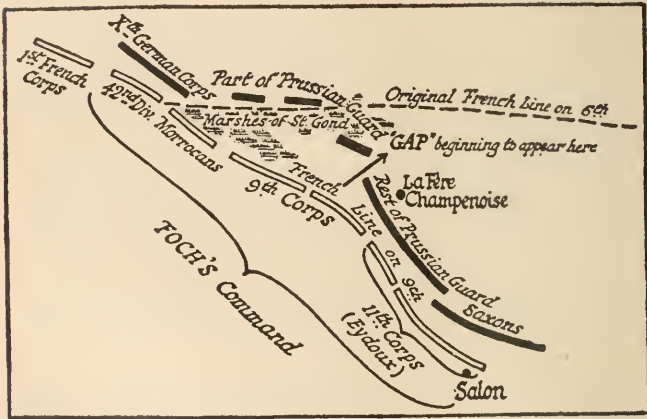 Xth German Corps
1st French
Corps
42nd Div. Morrocans
Part of Prussian Guard
Original French Line on 6th
Marshes of St. Gond
"GAP" beginning to appear here
9th Corps
French Line on 9th
La Fère
Champenoise
Rest of Prussian Guard
Saxons
11th Corps
(Eydoux)
FOCH's Command
Salon